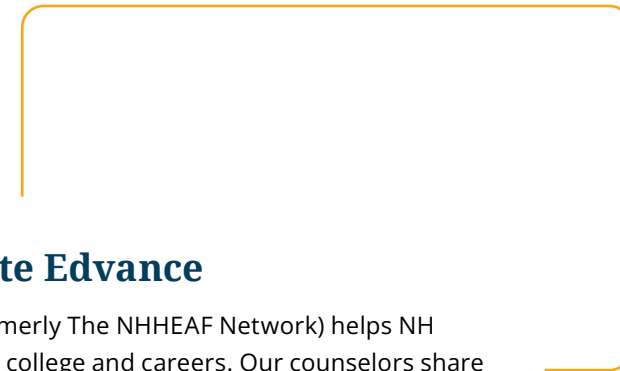 te Edvance
merly The NHHEAF Network) helps NH
college and careers. Our counselors share